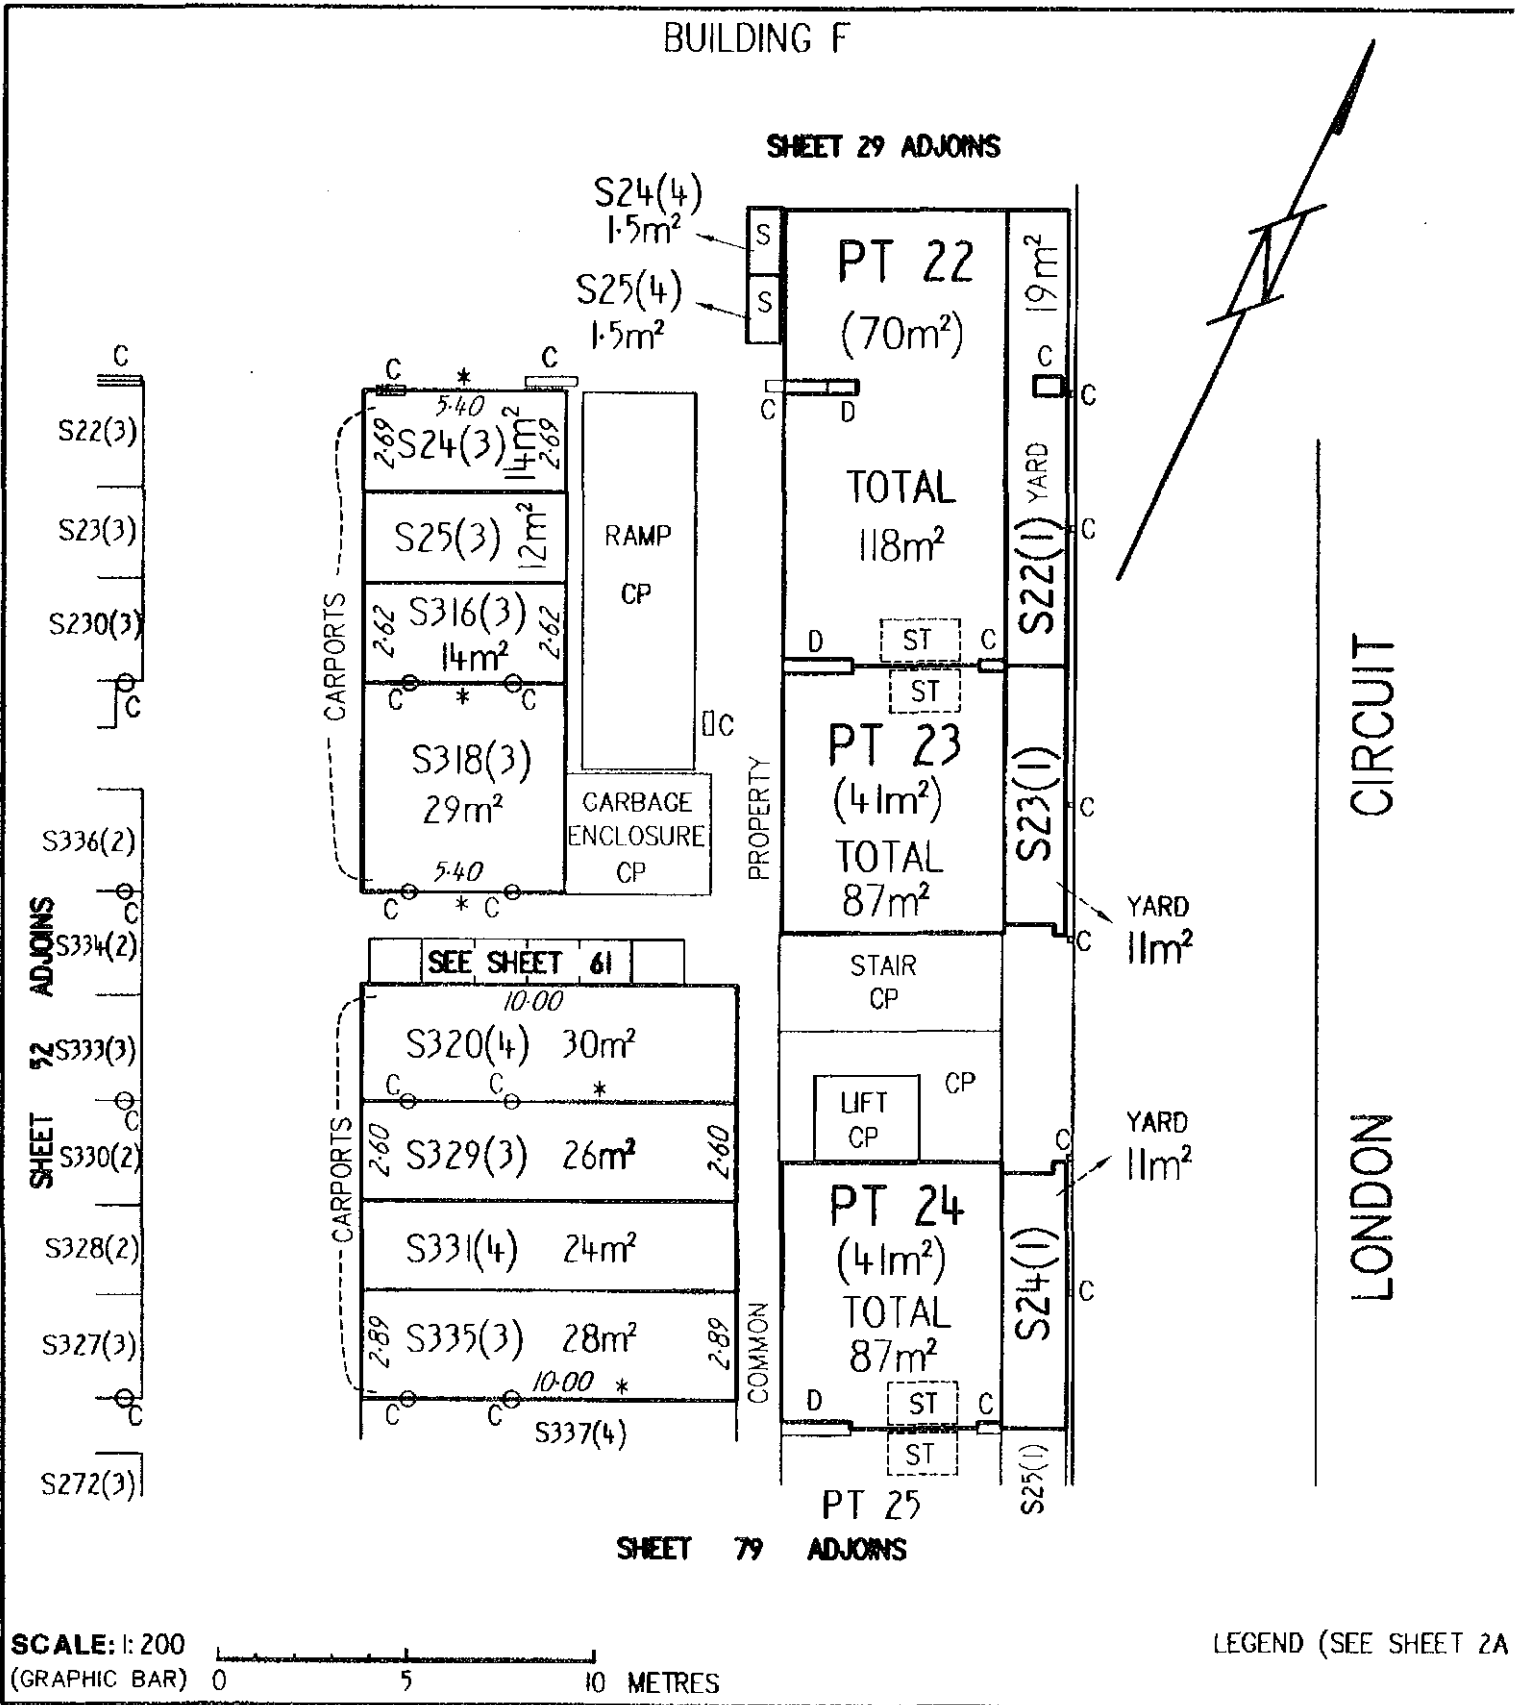 BUILDING F
SHEET 29 ADJOINS
S24(4)
1·5m²
S25(4)
1·5m²
S
S
PT 22
(70m²)
TOTAL
118m²
19m²
YARD
S22(1)
C
C
C
C
D
C
S22(3)
S23(3)
S230(3)
C
C
*
C
5·40
2·69
S24(3)
14m²
2·69
S25(3)
12m²
2·62
S316(3)
14m²
2·62
C
*
C
S318(3)
29m²
5·40
C
*
C
CARPORTS
RAMP
CP
C
CARBAGE
ENCLOSURE
CP
D
ST
C
ST
PT 23
(41m²)
TOTAL
87m²
S23(1)
C
YARD
11m²
C
PROPERTY
COMMON
CIRCUIT
LONDON
S336(2)
C
S334(2)
S333(3)
C
S330(2)
S328(2)
S327(3)
C
S272(3)
SHEET 32 ADJOINS
SEE SHEET 61
10·00
S320(4) 30m²
C
C
*
2·60
S329(3) 26m²
2·60
S331(4) 24m²
2·89
S335(3) 28m²
2·89
10·00 *
C
C
S337(4)
CARPORTS
STAIR
CP
CP
LIFT
CP
C
YARD
11m²
PT 24
(41m²)
TOTAL
87m²
S24(1)
C
D
ST
C
ST
PT 25
S25(1)
SHEET 79 ADJOINS
SCALE: 1:200
(GRAPHIC BAR) 0 5 10 METRES
LEGEND (SEE SHEET 2A